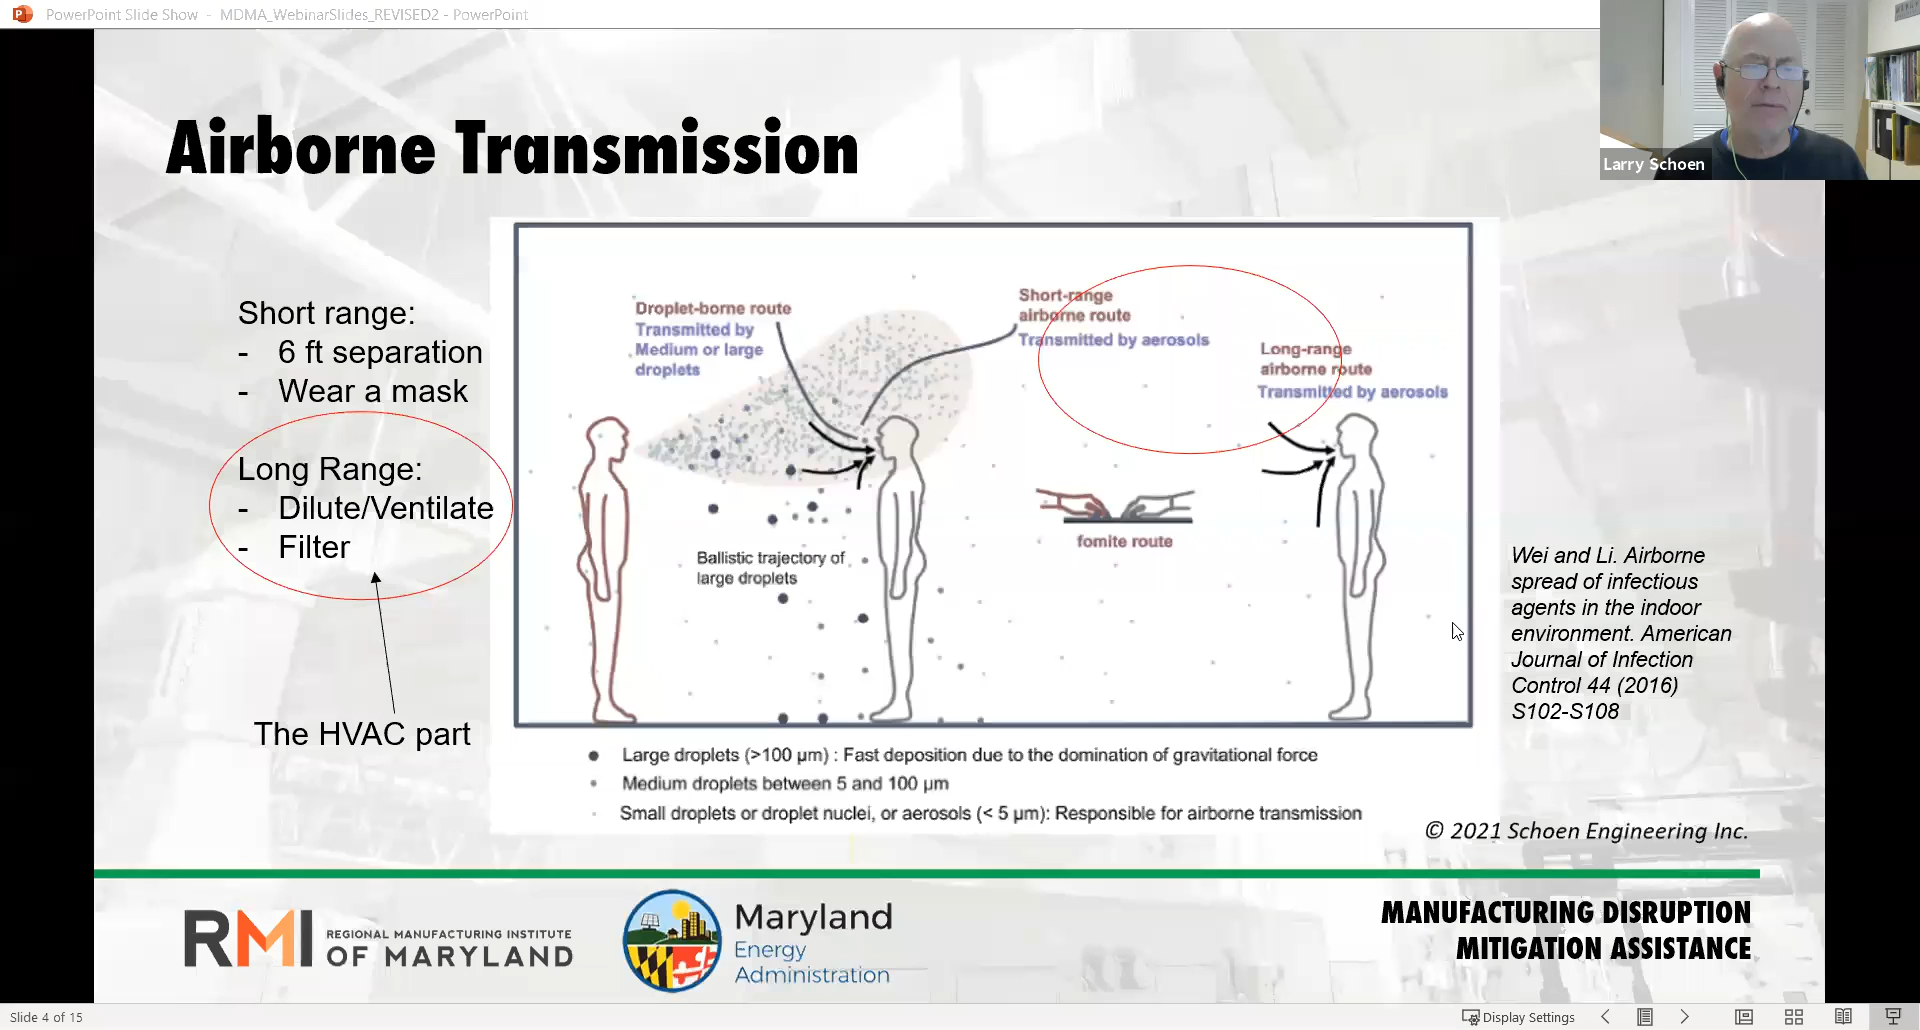 PowerPoint Slide Show - MDMA_WebinarSlides_REVISED2 - PowerPoint
Larry Schoen
Airborne Transmission
Short range:
- 6 ft separation
- Wear a mask
Long Range:
- Dilute/Ventilate
- Filter
The HVAC part
Droplet-borne route
Transmitted by
Medium or large
droplets
Short-range
airborne route
Transmitted by aerosols
Long-range
airborne route
Transmitted by aerosols
Ballistic trajectory of
large droplets
fomite route
Large droplets (>100 µm) : Fast deposition due to the domination of gravitational force
Medium droplets between 5 and 100 µm
Small droplets or droplet nuclei, or aerosols (< 5 µm): Responsible for airborne transmission
Wei and Li. Airborne
spread of infectious
agents in the indoor
environment. American
Journal of Infection
Control 44 (2016)
S102-S108
© 2021 Schoen Engineering Inc.
RMI REGIONAL MANUFACTURING INSTITUTE
OF MARYLAND
Maryland
Energy
Administration
MANUFACTURING DISRUPTION
MITIGATION ASSISTANCE
Slide 4 of 15
Display Settings